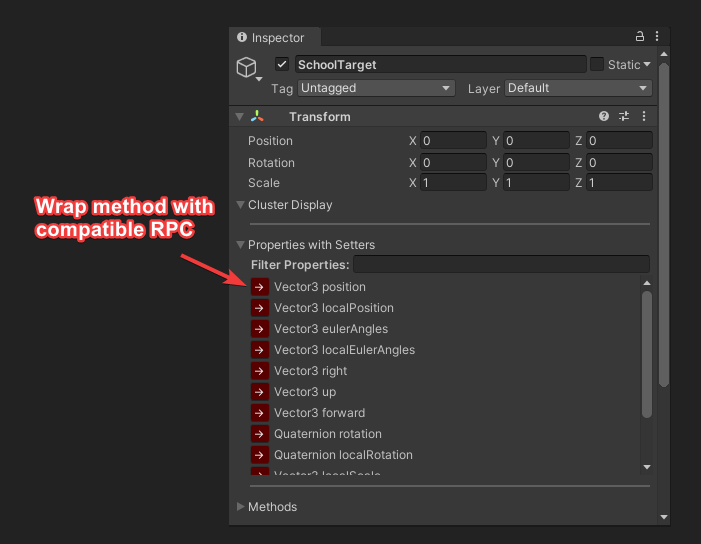 Inspector
SchoolTarget
Static
Tag Untagged Layer Default
Transform
Position X 0 Y 0 Z 0
Rotation X 0 Y 0 Z 0
Scale X 1 Y 1 Z 1
Cluster Display
Wrap method with
compatible RPC
Properties with Setters
Filter Properties:
Vector3 position
Vector3 localPosition
Vector3 eulerAngles
Vector3 localEulerAngles
Vector3 right
Vector3 up
Vector3 forward
Quaternion rotation
Quaternion localRotation
Vector3 localScale
Methods